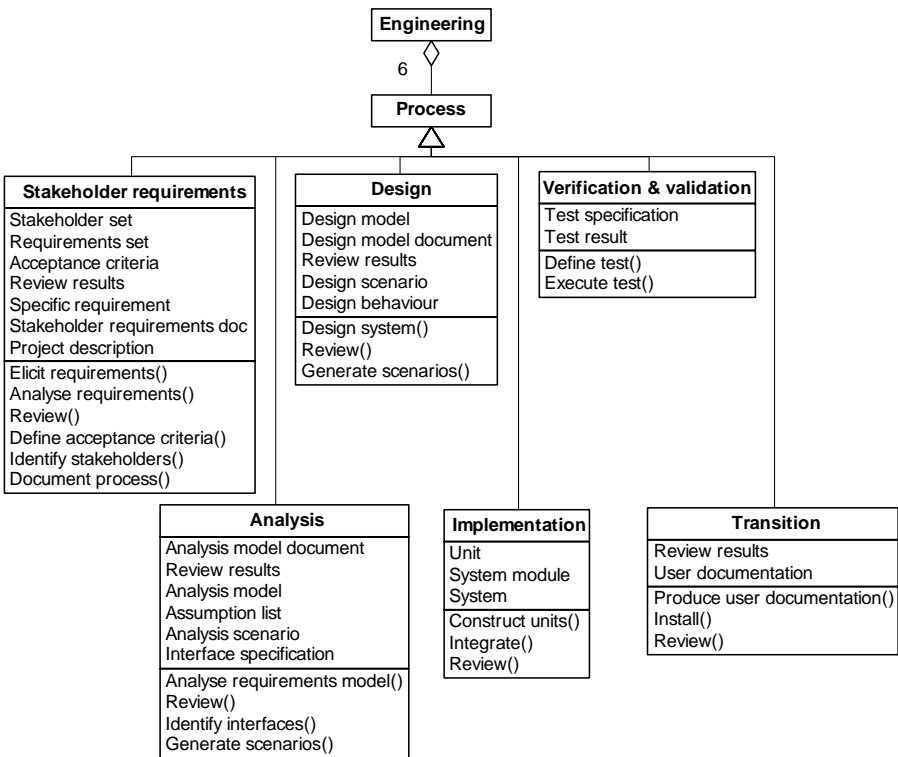 Engineering
6
Process
Stakeholder requirements
Stakeholder set
Requirements set
Acceptance criteria
Review results
Specific requirement
Stakeholder requirements doc
Project description
Elicit requirements()
Analyse requirements()
Review()
Define acceptance criteria()
Identify stakeholders()
Document process()
Design
Design model
Design model document
Review results
Design scenario
Design behaviour
Design system()
Review()
Generate scenarios()
Verification & validation
Test specification
Test result
Define test()
Execute test()
Analysis
Analysis model document
Review results
Analysis model
Assumption list
Analysis scenario
Interface specification
Analyse requirements model()
Review()
Identify interfaces()
Generate scenarios()
Implementation
Unit
System module
System
Construct units()
Integrate()
Review()
Transition
Review results
User documentation
Produce user documentation()
Install()
Review()